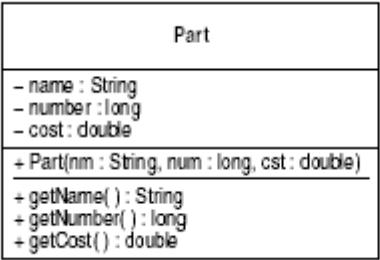 Part
– name : String
– number : long
– cost : double
+ Part(nm : String, num : long, cst : double)
+ getName( ) : String
+ getNumber( ) : long
+ getCost( ) : double